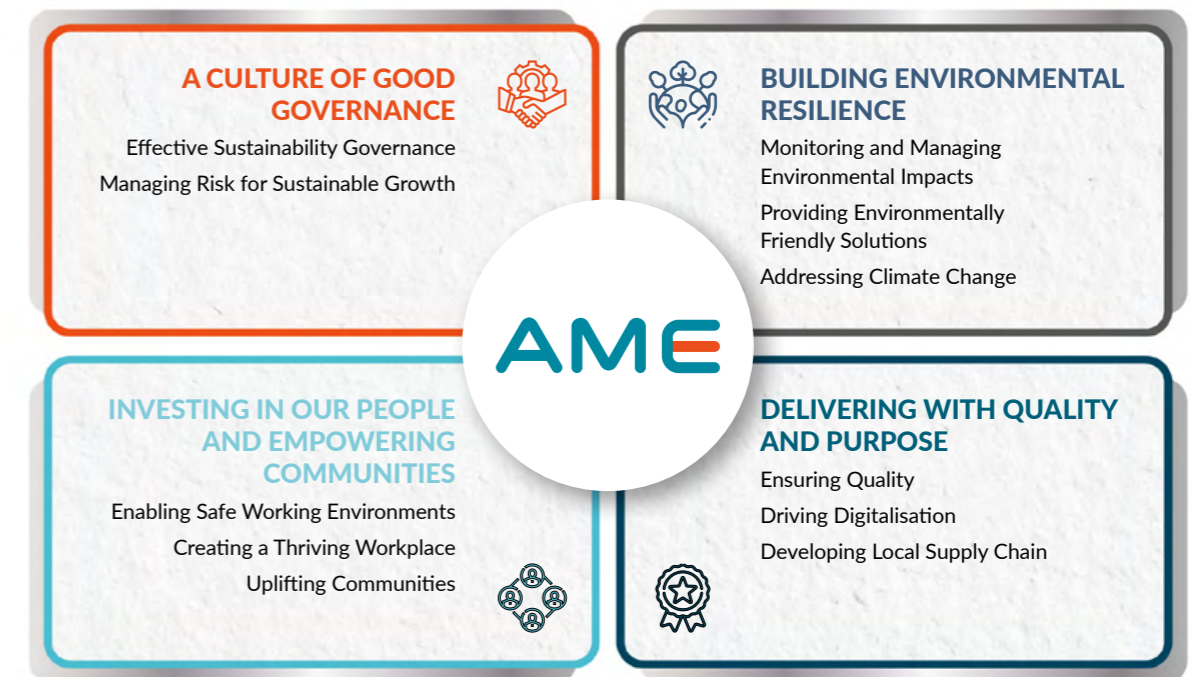 A CULTURE OF GOOD
GOVERNANCE
Effective Sustainability Governance
Managing Risk for Sustainable Growth
BUILDING ENVIRONMENTAL
RESILIENCE
Monitoring and Managing
Environmental Impacts
Providing Environmentally
Friendly Solutions
Addressing Climate Change
AME
INVESTING IN OUR PEOPLE
AND EMPOWERING
COMMUNITIES
Enabling Safe Working Environments
Creating a Thriving Workplace
Uplifting Communities
DELIVERING WITH QUALITY
AND PURPOSE
Ensuring Quality
Driving Digitalisation
Developing Local Supply Chain